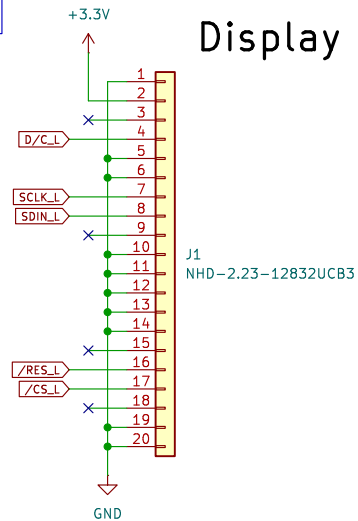 +3.3V
Display
1
2
3
D/C_L 4
5
6
SCLK_L 7
SDIN_L 8
9
10
J1
11
NHD-2.23-12832UCB3
12
13
14
15
/RES_L 16
/CS_L 17
18
19
20
GND